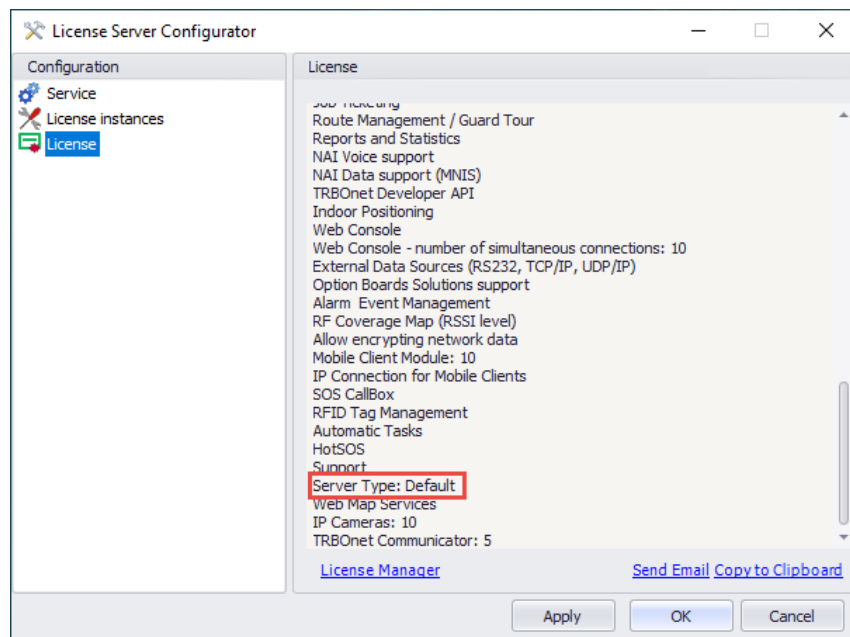 License Server Configurator
Configuration
Service
License instances
License
License
Job Ticketing
Route Management / Guard Tour
Reports and Statistics
NAI Voice support
NAI Data support (MNIS)
TRBOnet Developer API
Indoor Positioning
Web Console
Web Console - number of simultaneous connections: 10
External Data Sources (RS232, TCP/IP, UDP/IP)
Option Boards Solutions support
Alarm  Event Management
RF Coverage Map (RSSI level)
Allow encrypting network data
Mobile Client Module: 10
IP Connection for Mobile Clients
SOS CallBox
RFID Tag Management
Automatic Tasks
HotSOS
Support
Server Type: Default
Web Map Services
IP Cameras: 10
TRBOnet Communicator: 5
License Manager
Send Email Copy to Clipboard
Apply
OK
Cancel